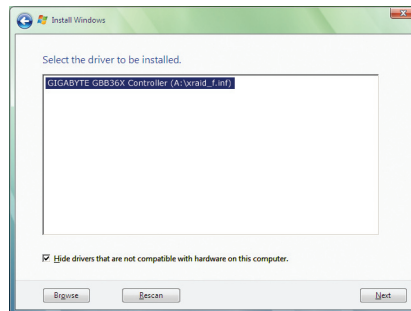 Install Windows
Select the driver to be installed.
GIGABYTE GBB36X Controller (A:\xraid_f.inf)
Hide drivers that are not compatible with hardware on this computer.
Browse
Rescan
Next